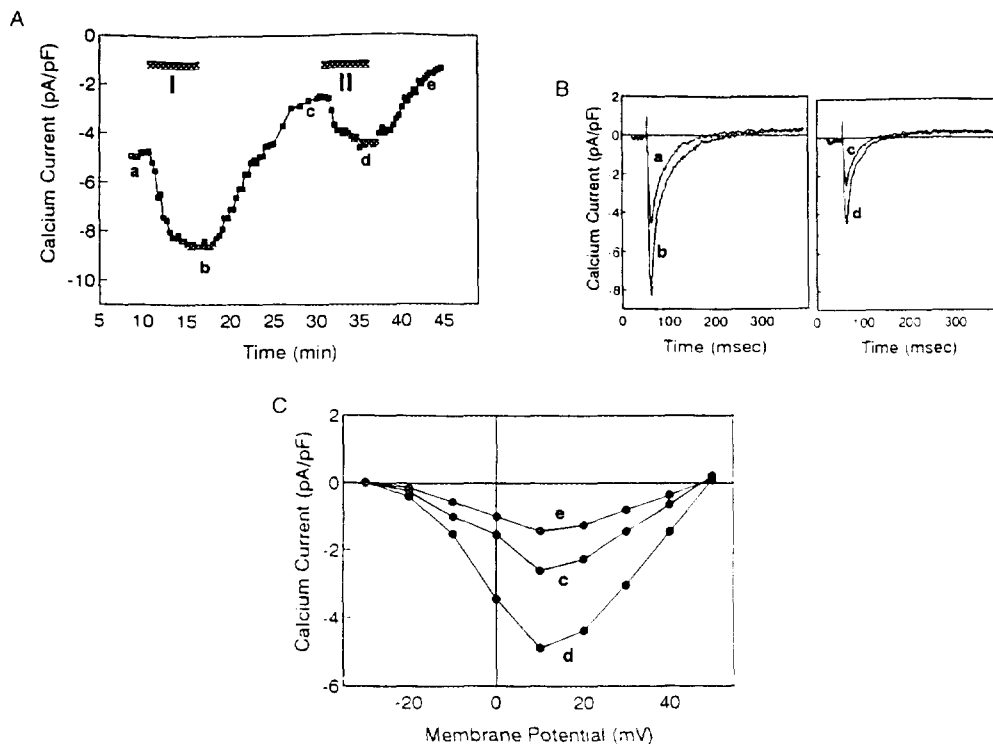 A
0
-2
-4
-6
-8
-10
Calcium Current (pA/pF)
I
II
a
b
c
d
e
5 10 15 20 25 30 35 40 45
Time (min)
B
0
-2
-4
-6
-8
Calcium Current (pA/pF)
a
b
c
d
0 100 200 300
Time (msec)
0 100 200 300
Time (msec)
C
2
0
-2
-4
-6
Calcium Current (pA/pF)
e
c
d
-20 0 20 40
Membrane Potential (mV)